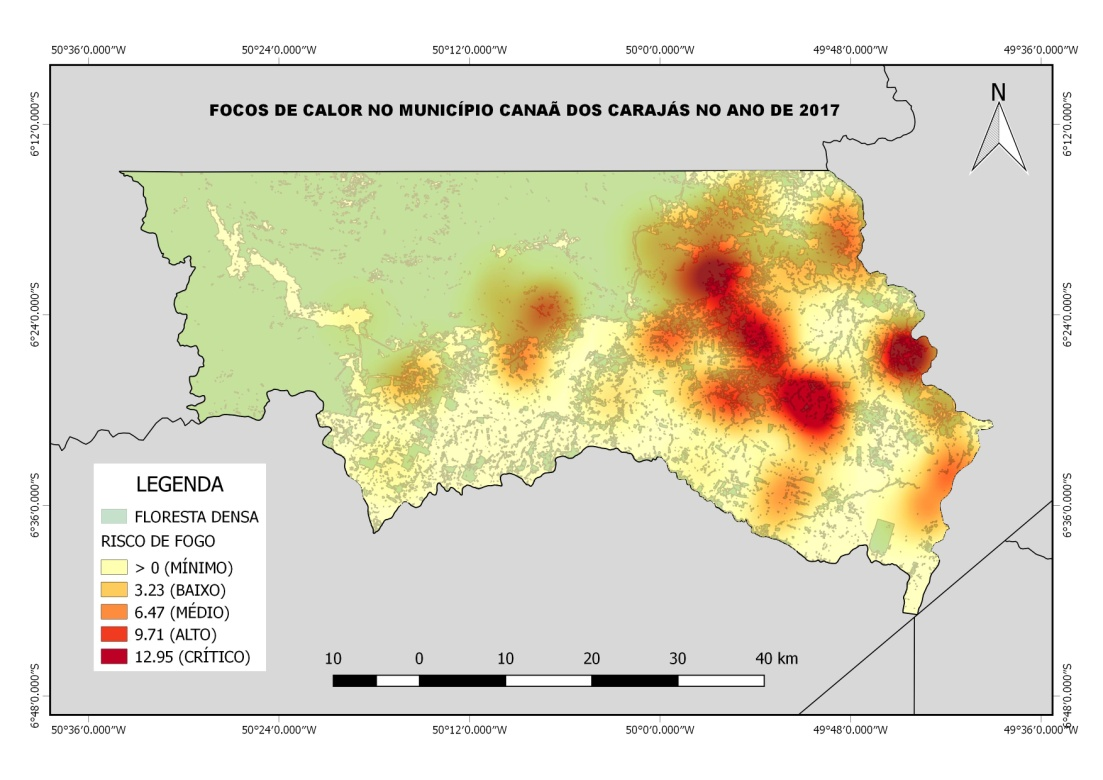 50°36'0.000"W 50°24'0.000"W 50°12'0.000"W 50°0'0.000"W 49°48'0.000"W 49°36'0.000"W
FOCOS DE CALOR NO MUNICÍPIO CANAÃ DOS CARAJÁS NO ANO DE 2017
N
6°12'0.000"S 6°12'0.000"S
6°24'0.000"S 6°24'0.000"S
6°36'0.000"S 6°36'0.000"S
6°48'0.000"S 6°48'0.000"S
LEGENDA
FLORESTA DENSA
RISCO DE FOGO
> 0 (MÍNIMO)
3.23 (BAIXO)
6.47 (MÉDIO)
9.71 (ALTO)
12.95 (CRÍTICO)
10 0 10 20 30 40 km
50°36'0.000"W 50°24'0.000"W 50°12'0.000"W 50°0'0.000"W 49°48'0.000"W 49°36'0.000"W